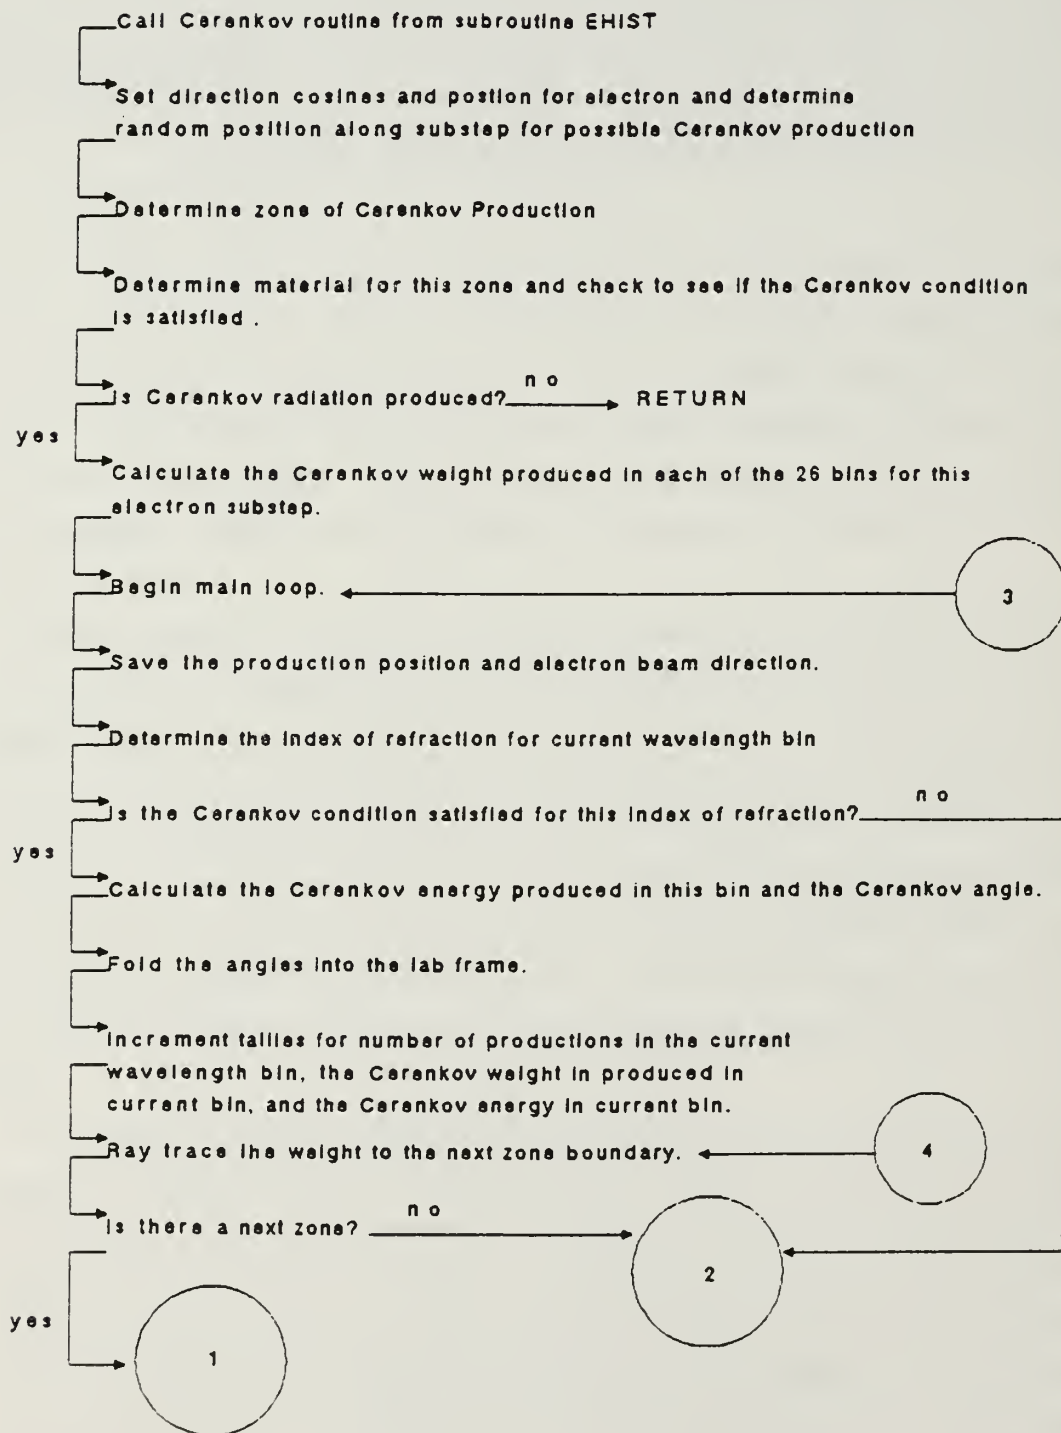 Call Cerenkov routine from subroutine EHIST
Set direction cosines and postion for electron and determine
random position along substep for possible Cerenkov production
Determine zone of Cerenkov Production
Determine material for this zone and check to see if the Cerenkov condition
is satisfied .
Is Cerenkov radiation produced? no RETURN
yes
Calculate the Cerenkov weight produced in each of the 26 bins for this
electron substep.
Begin main loop. 3
Save the production position and electron beam direction.
Determine the index of refraction for current wavelength bin
Is the Cerenkov condition satisfied for this index of refraction? no
yes
Calculate the Cerenkov energy produced in this bin and the Cerenkov angle.
Fold the angles into the lab frame.
Increment tallies for number of productions in the current
wavelength bin, the Cerenkov weight in produced in
current bin, and the Cerenkov energy in current bin.
Ray trace the weight to the next zone boundary. 4
Is there a next zone? no 2
yes
1